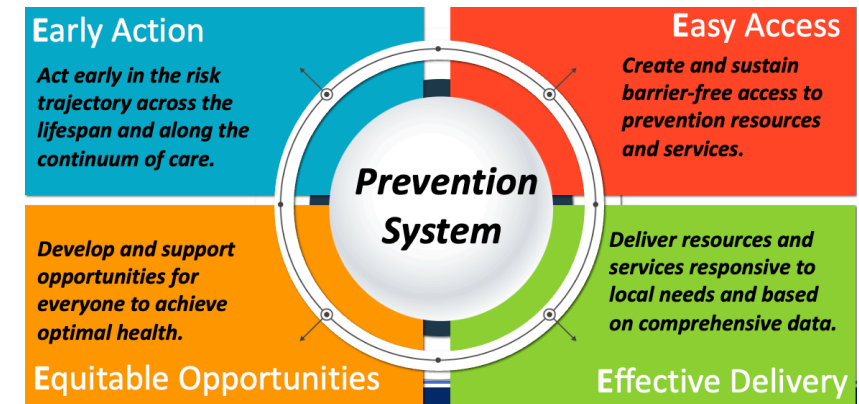 Early Action
Act early in the risk
trajectory across the
lifespan and along the
continuum of care.
Easy Access
Create and sustain
barrier-free access to
prevention resources
and services.
Prevention
System
Develop and support
opportunities for
everyone to achieve
optimal health.
Equitable Opportunities
Deliver resources and
services responsive to
local needs and based
on comprehensive data.
Effective Delivery